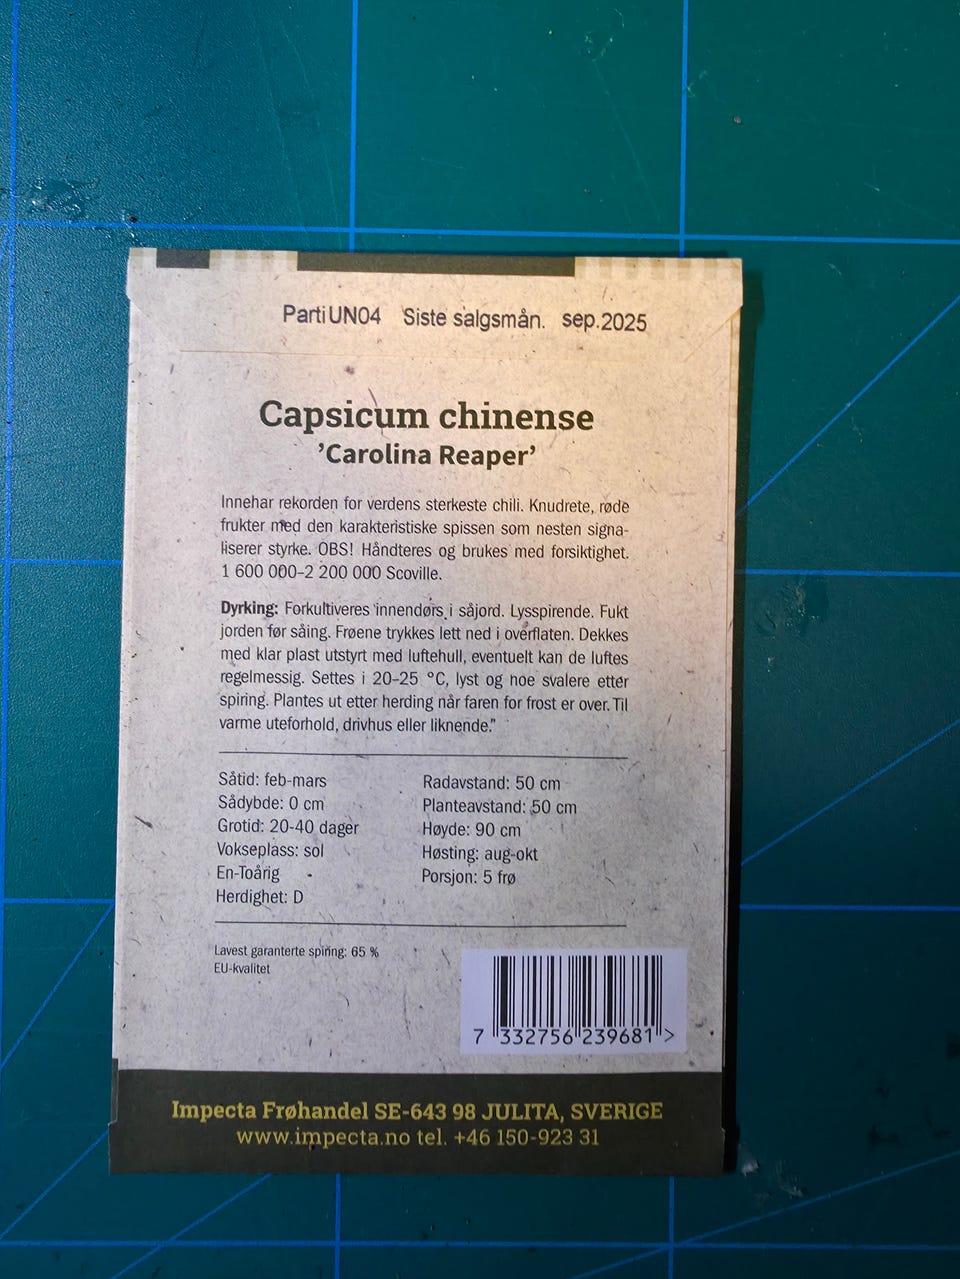 Parti UN04 Siste salgsmån. sep.2025
Capsicum chinense
’Carolina Reaper’
Innehar rekorden for verdens sterkeste chili. Knudrete, røde
frukter med den karakteristiske spissen som nesten signa-
liserer styrke. OBS! Håndteres og brukes med forsiktighet.
1 600 000–2 200 000 Scoville.
Dyrking: Forkultiveres innendørs i såjord. Lysspirende. Fukt
jorden før såing. Frøene trykkes lett ned i overflaten. Dekkes
med klar plast utstyrt med luftehull, eventuelt kan de luftes
regelmessig. Settes i 20–25 °C, lyst og noe svalere etter
spiring. Plantes ut etter herding når faren for frost er over. Til
varme uteforhold, drivhus eller liknende.”
Såtid: feb-mars
Sådybde: 0 cm
Grotid: 20-40 dager
Vokseplass: sol
En-Toårig
Herdighet: D
Radavstand: 50 cm
Planteavstand: 50 cm
Høyde: 90 cm
Høsting: aug-okt
Porsjon: 5 frø
Lavest garanterte spiring: 65 %
EU-kvalitet
7 332756 239681 >
Impecta Frøhandel SE-643 98 JULITA, SVERIGE
www.impecta.no tel. +46 150-923 31